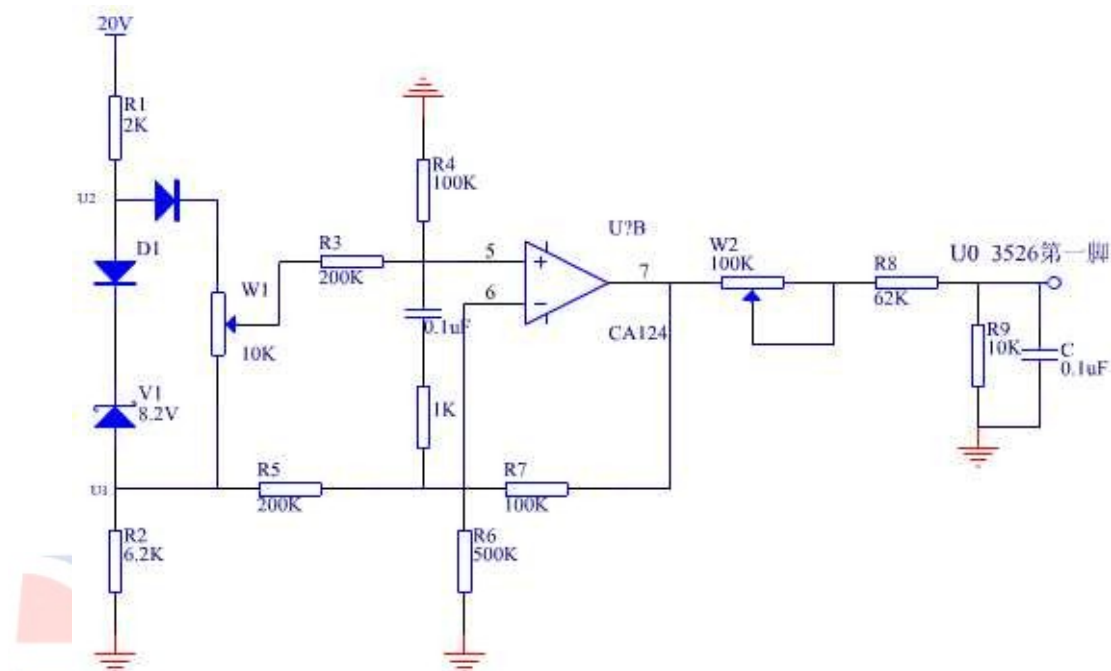 20V
R1
2K
U2
D1
W1
10K
V1
8.2V
U1
R2
6.2K
R3
200K
R4
100K
0.1uF
1K
R5
200K
5
6
7
U?B
CA124
R7
100K
R6
500K
W2
100K
R8
62K
U0 3526第一脚
R9
10K
C
0.1uF